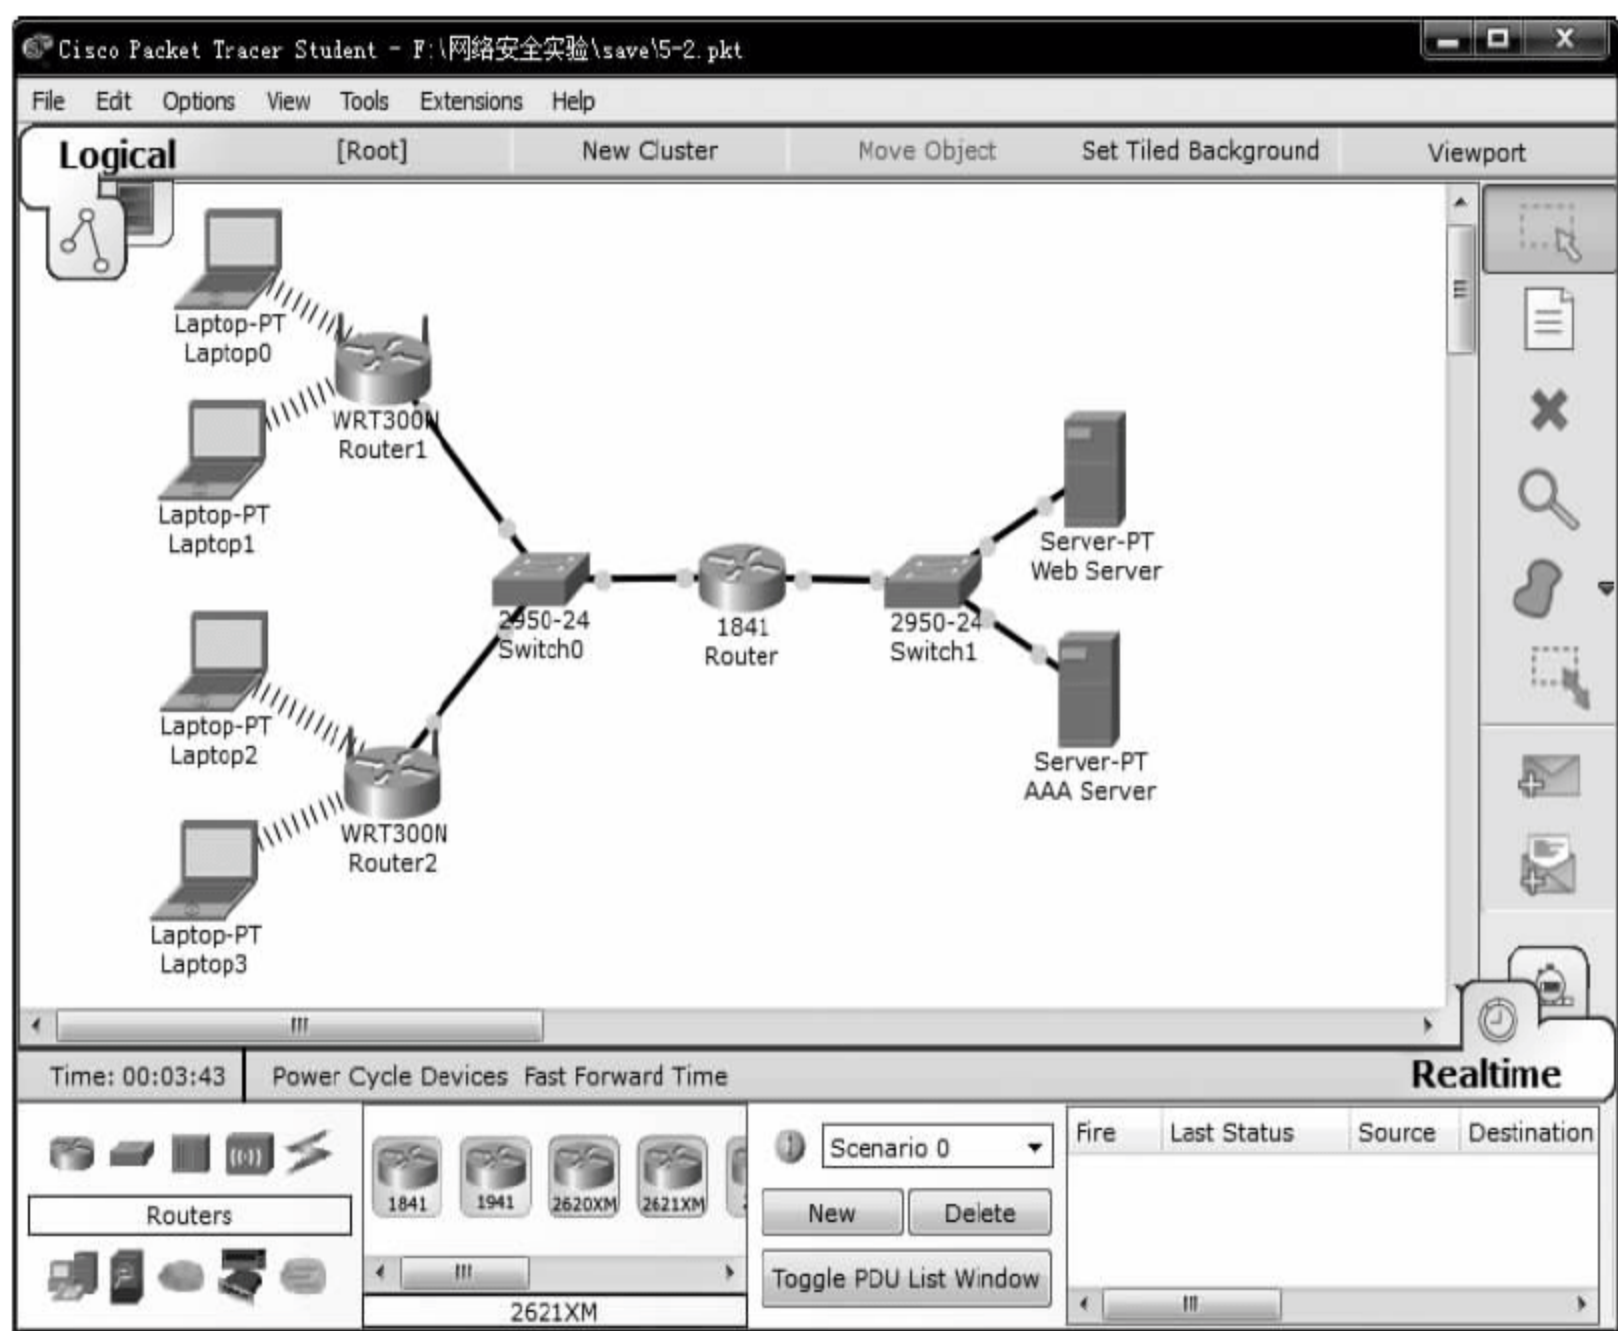 Cisco Packet Tracer Student - F:\网络安全实验\save\5-2.pkt
File Edit Options View Tools Extensions Help
Logical [Root] New Cluster Move Object Set Tiled Background Viewport
Laptop-PT
Laptop0
WRT300N
Router1
Laptop-PT
Laptop1
2950-24
Switch0
1841
Router
2950-24
Switch1
Server-PT
Web Server
Laptop-PT
Laptop2
WRT300N
Router2
Server-PT
AAA Server
Laptop-PT
Laptop3
Time: 00:03:43 Power Cycle Devices Fast Forward Time Realtime
Routers
1841 1941 2620XM 2621XM
2621XM
Scenario 0
New Delete
Toggle PDU List Window
Fire Last Status Source Destination